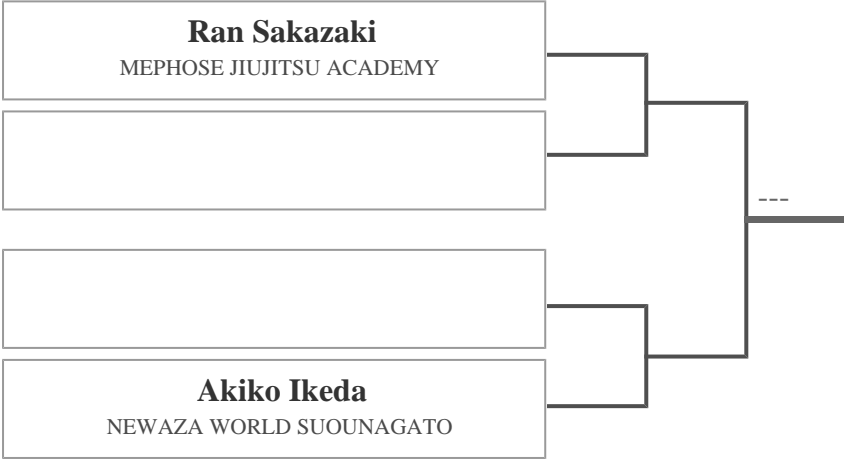 Ran Sakazaki
MEPHOSE JIUJITSU ACADEMY
---
Akiko Ikeda
NEWAZA WORLD SUOUNAGATO